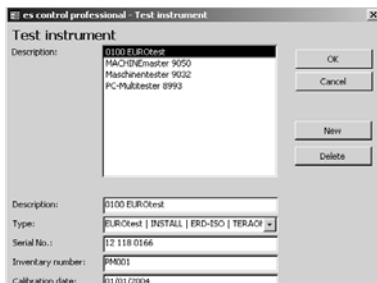 es control professional - Test instrument
Test instrument
Description:
0100 EUROtest
MACHINEmaster 9050
Maschinentester 9032
PC-Multitester 8993
OK
Cancel
New
Delete
Description:
0100 EUROtest
Type:
EUROtest | INSTALL | ERD-ISO |
Serial No.:
12 118 0166
Inventary number:
PM001
Calibration date:
01/01/2004